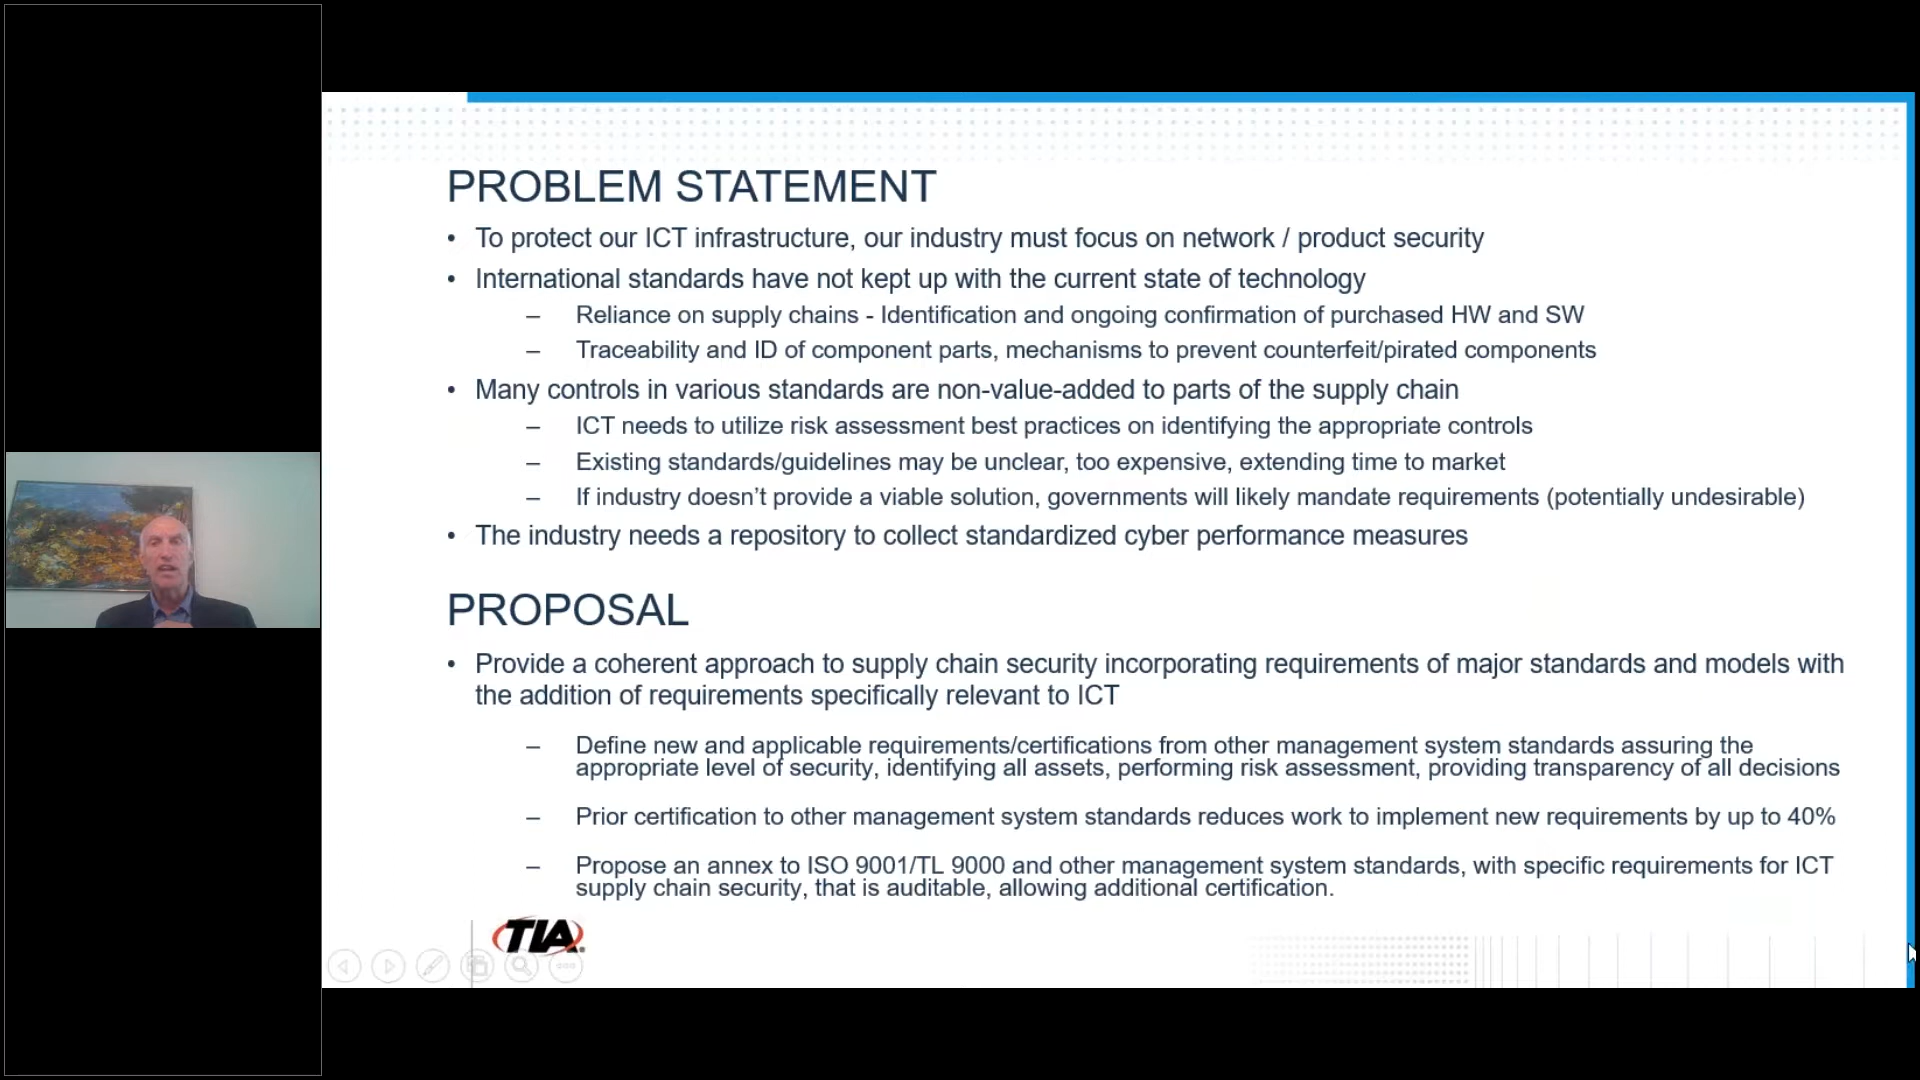 PROBLEM STATEMENT
• To protect our ICT infrastructure, our industry must focus on network / product security
• International standards have not kept up with the current state of technology
– Reliance on supply chains - Identification and ongoing confirmation of purchased HW and SW
– Traceability and ID of component parts, mechanisms to prevent counterfeit/pirated components
• Many controls in various standards are non-value-added to parts of the supply chain
– ICT needs to utilize risk assessment best practices on identifying the appropriate controls
– Existing standards/guidelines may be unclear, too expensive, extending time to market
– If industry doesn’t provide a viable solution, governments will likely mandate requirements (potentially undesirable)
• The industry needs a repository to collect standardized cyber performance measures
PROPOSAL
• Provide a coherent approach to supply chain security incorporating requirements of major standards and models with
the addition of requirements specifically relevant to ICT
– Define new and applicable requirements/certifications from other management system standards assuring the
appropriate level of security, identifying all assets, performing risk assessment, providing transparency of all decisions
– Prior certification to other management system standards reduces work to implement new requirements by up to 40%
– Propose an annex to ISO 9001/TL 9000 and other management system standards, with specific requirements for ICT
supply chain security, that is auditable, allowing additional certification.
TIA